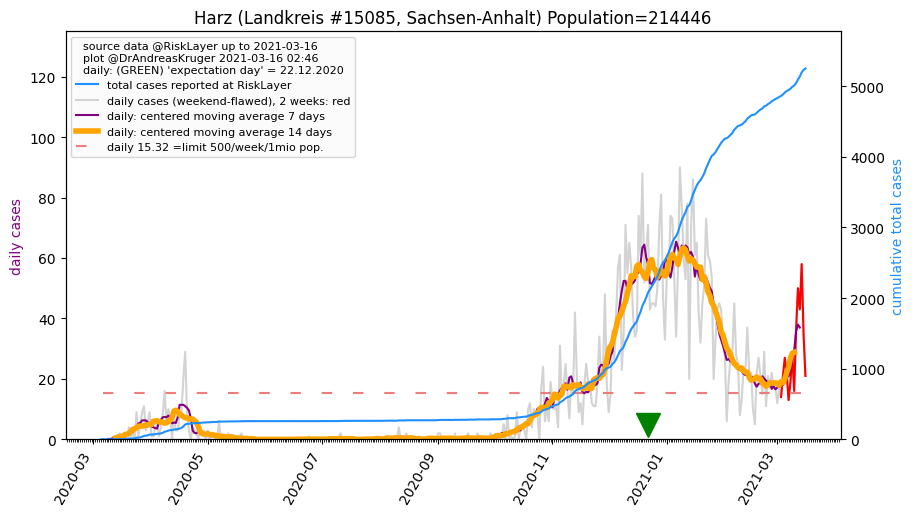 Harz (Landkreis #15085, Sachsen-Anhalt) Population=214446
source data @RiskLayer up to 2021-03-16
plot @DrAndreasKruger 2021-03-16 02:46
daily: (GREEN) 'expectation day' = 22.12.2020
total cases reported at RiskLayer
daily cases (weekend-flawed), 2 weeks: red
daily: centered moving average 7 days
daily: centered moving average 14 days
daily 15.32 =limit 500/week/1mio pop.
daily cases
120
100
80
60
40
20
0
cumulative total cases
5000
4000
3000
2000
1000
0
2020-03
2020-05
2020-07
2020-09
2020-11
2021-01
2021-03